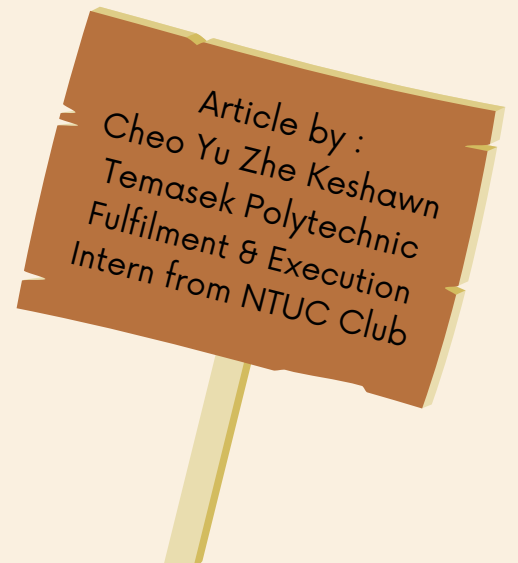 Article by :
Cheo Yu Zhe Keshawn
Temasek Polytechnic
Fulfilment & Execution
Intern from NTUC Club